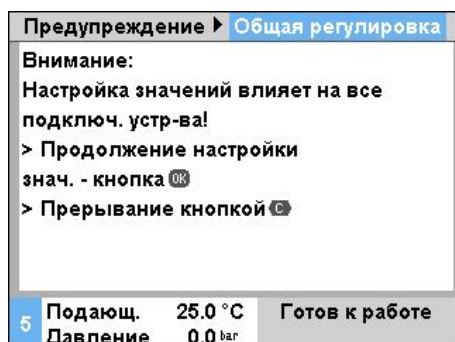 Предупреждение ▶ Общая регулировка
Внимание:
Настройка значений влияет на все
подключ. устр-ва!
> Продолжение настройки
знач. - кнопка OK
> Прерывание кнопкой C
5 Подающ. 25.0 °C Готов к работе
Давление 0.0 bar